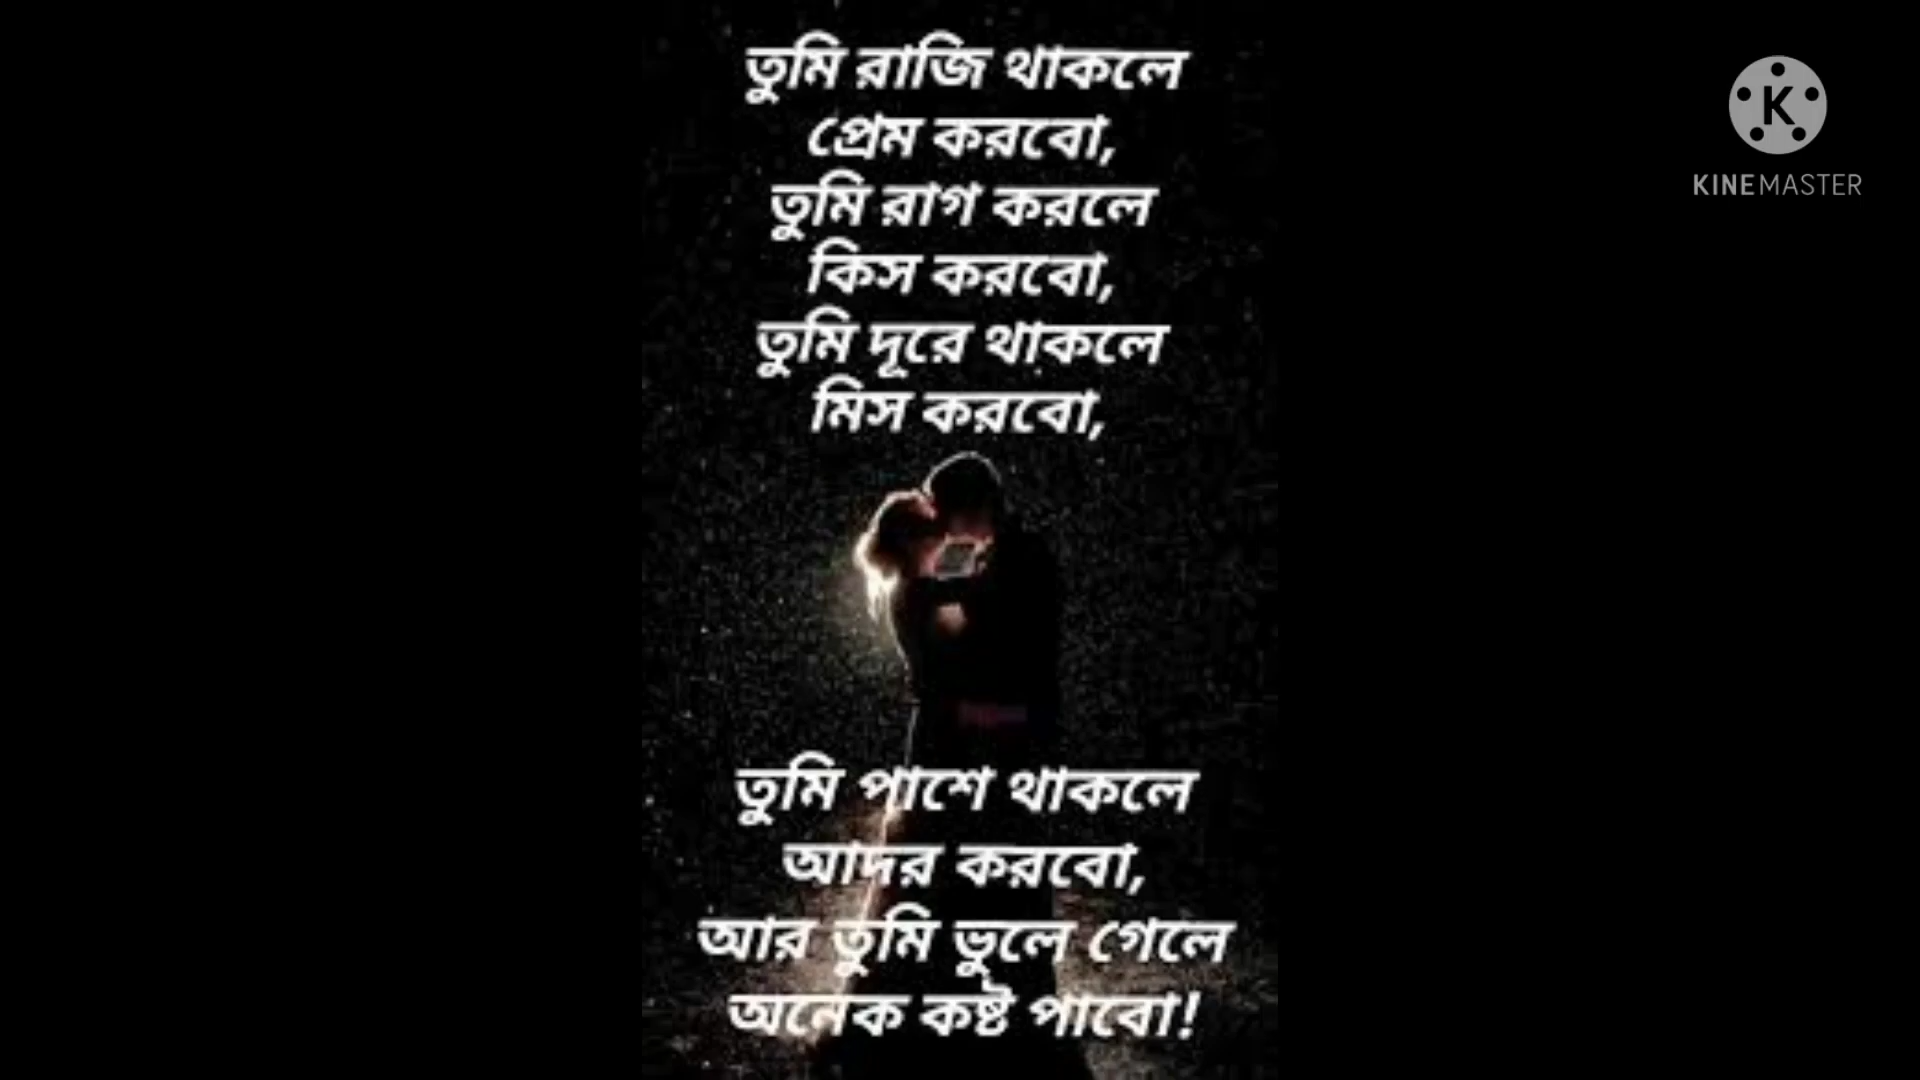 তুমি রাজি থাকলে
প্রেম করবো,
তুমি রাগ করলে
কিস করবো,
তুমি দূরে থাকলে
মিস করবো,
তুমি পাশে থাকলে
আদর করবো,
আর তুমি ভুলে গেলে
অনেক কষ্ট পাবো!
K
KINEMASTER